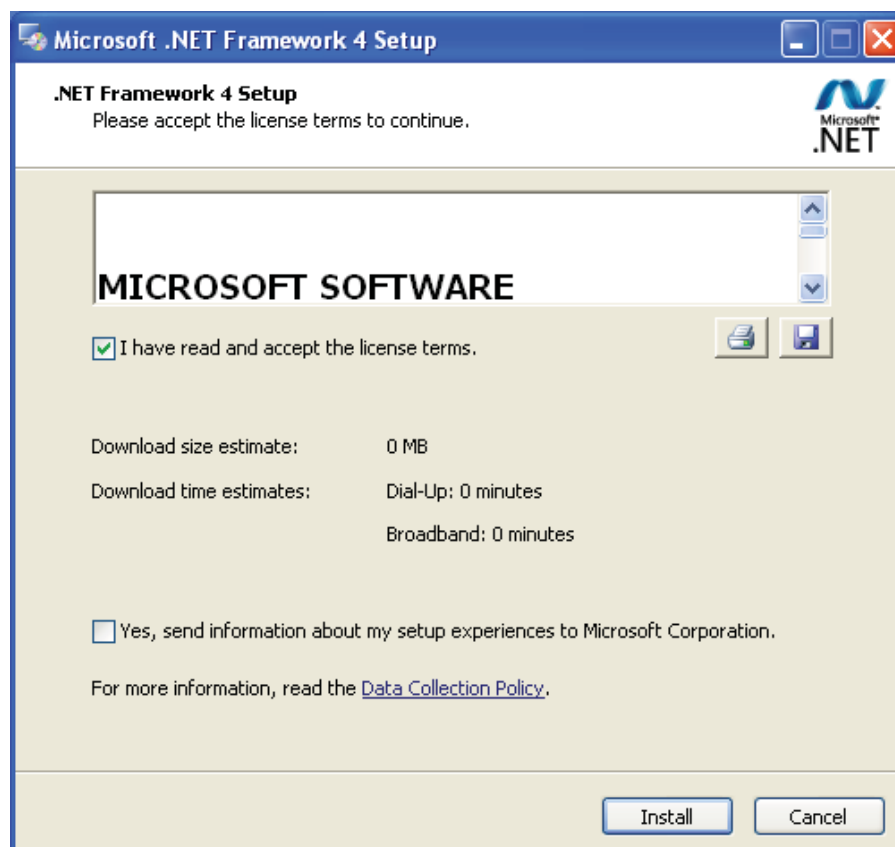 Microsoft .NET Framework 4 Setup
.NET Framework 4 Setup
Please accept the license terms to continue.
Microsoft
.NET
MICROSOFT SOFTWARE
I have read and accept the license terms.
Download size estimate: 0 MB
Download time estimates: Dial-Up: 0 minutes
Broadband: 0 minutes
Yes, send information about my setup experiences to Microsoft Corporation.
For more information, read the Data Collection Policy.
Install Cancel